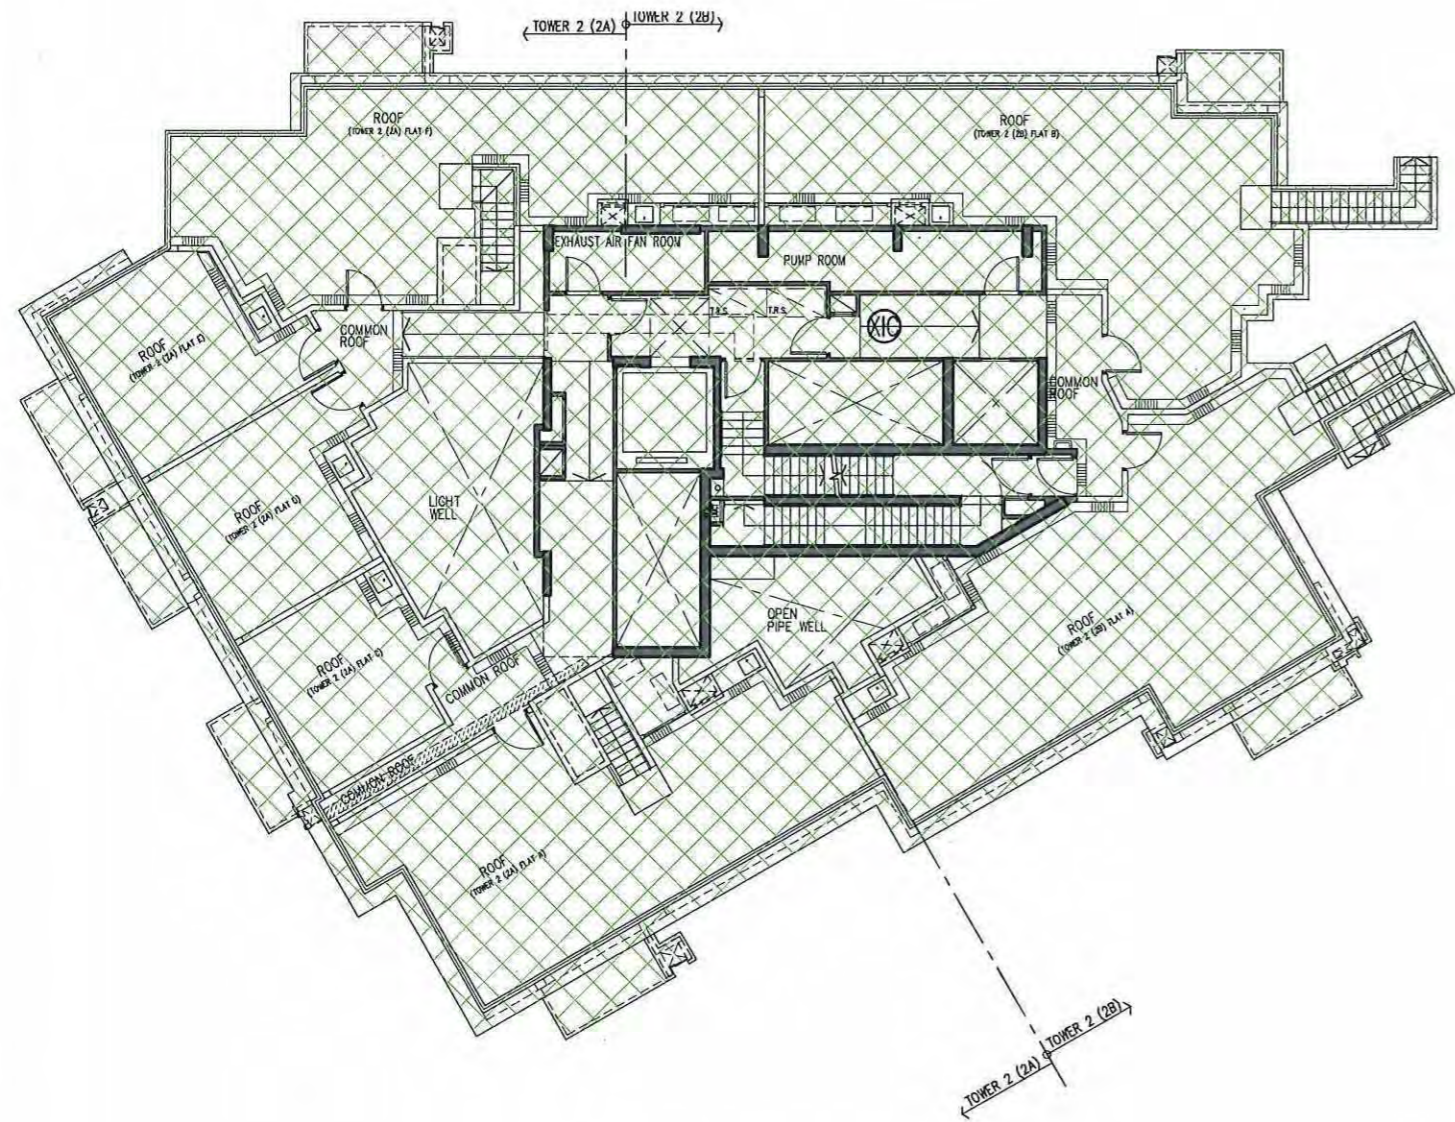 TOWER 2 (2A)
TOWER 2 (2B)
ROOF
(TOWER 2 (2A) FLAT F)
ROOF
(TOWER 2 (2B) FLAT B)
EXHAUST AIR FAN ROOM
PUMP ROOM
T.R.S.
T.R.S.
XIC
COMMON
ROOF
ROOF
(TOWER 2 (2A) FLAT E)
COMMON
ROOF
LIGHT
WELL
ROOF
(TOWER 2 (2A) FLAT D)
OPEN
PIPE WELL
ROOF
(TOWER 2 (2B) FLAT A)
ROOF
(TOWER 2 (2A) FLAT C)
COMMON ROOF
COMMON ROOF
ROOF
(TOWER 2 (2A) FLAT A)
TOWER 2 (2B)
TOWER 2 (2A)